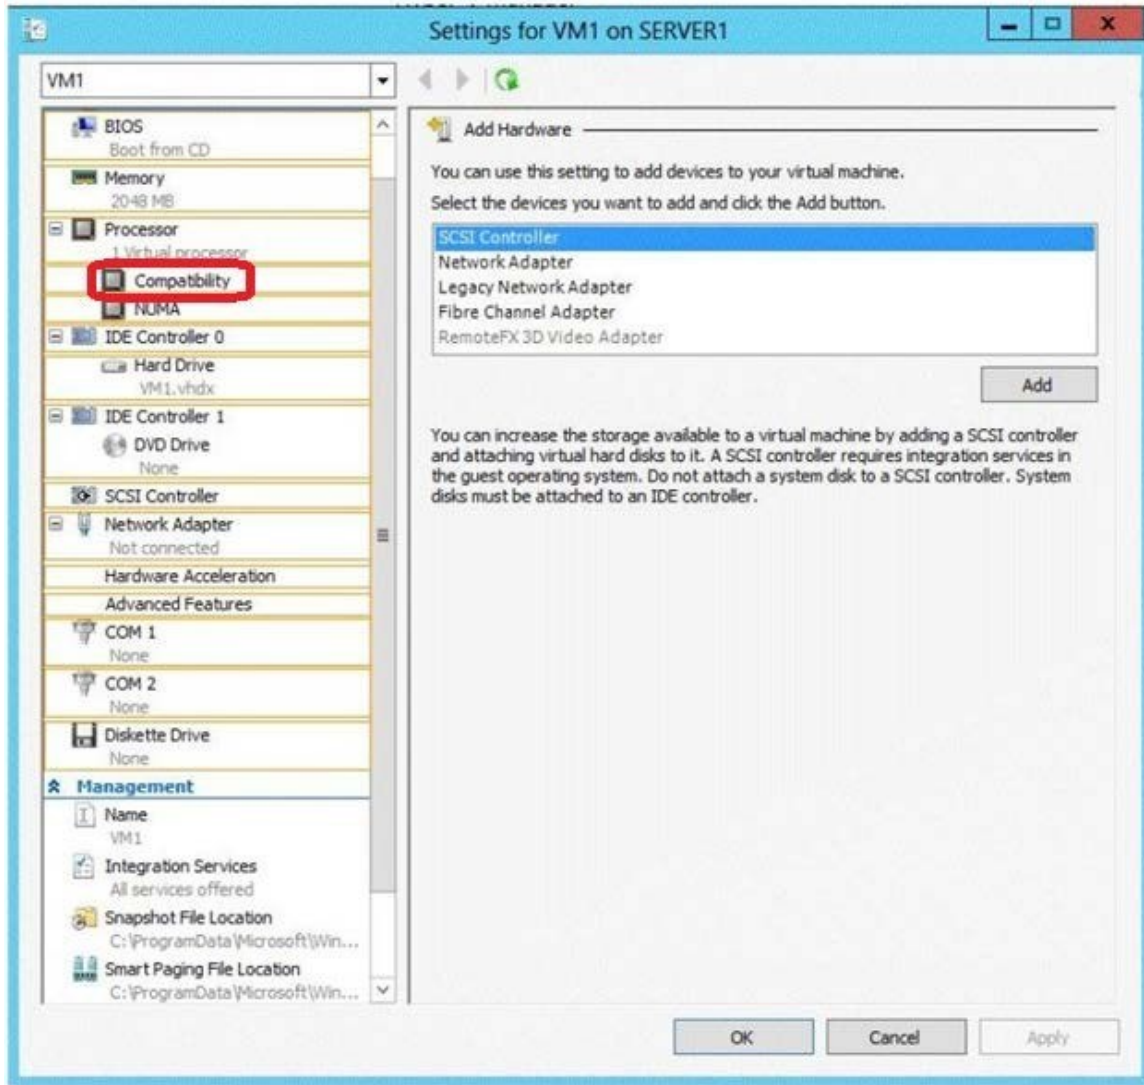 Settings for VM1 on SERVER1
VM1
BIOS
Boot from CD
Memory
2048 MB
Processor
1 Virtual processor
Compatibility
NUMA
IDE Controller 0
Hard Drive
VM1.vhdx
IDE Controller 1
DVD Drive
None
SCSI Controller
Network Adapter
Not connected
Hardware Acceleration
Advanced Features
COM 1
None
COM 2
None
Diskette Drive
None
Management
Name
VM1
Integration Services
All services offered
Snapshot File Location
C:\ProgramData\Microsoft\Win...
Smart Paging File Location
C:\ProgramData\Microsoft\Win...
Add Hardware
You can use this setting to add devices to your virtual machine.
Select the devices you want to add and click the Add button.
SCSI Controller
Network Adapter
Legacy Network Adapter
Fibre Channel Adapter
RemoteFX 3D Video Adapter
Add
You can increase the storage available to a virtual machine by adding a SCSI controller
and attaching virtual hard disks to it. A SCSI controller requires integration services in
the guest operating system. Do not attach a system disk to a SCSI controller. System
disks must be attached to an IDE controller.
OK
Cancel
Apply